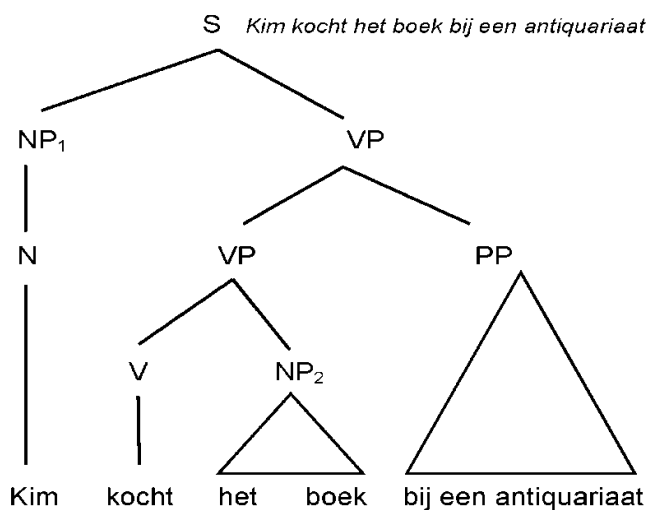 S Kim kocht het boek bij een antiquariaat
NP₁ VP
N VP PP
V NP₂
Kim kocht het boek bij een antiquariaat